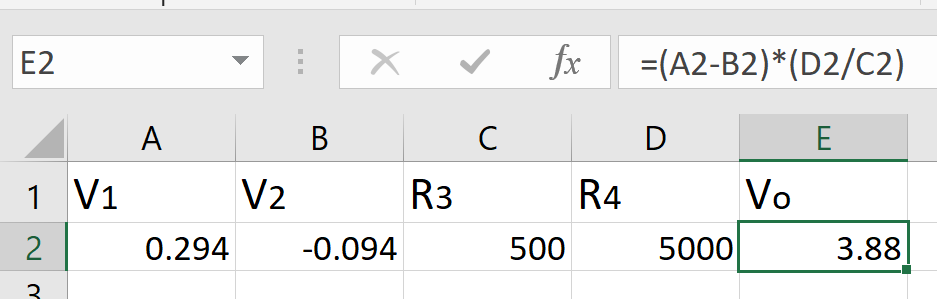 E2 fx =(A2-B2)*(D2/C2)
A B C D E
1 V1 V2 R3 R4 Vo
2 0.294 -0.094 500 5000 3.88
3